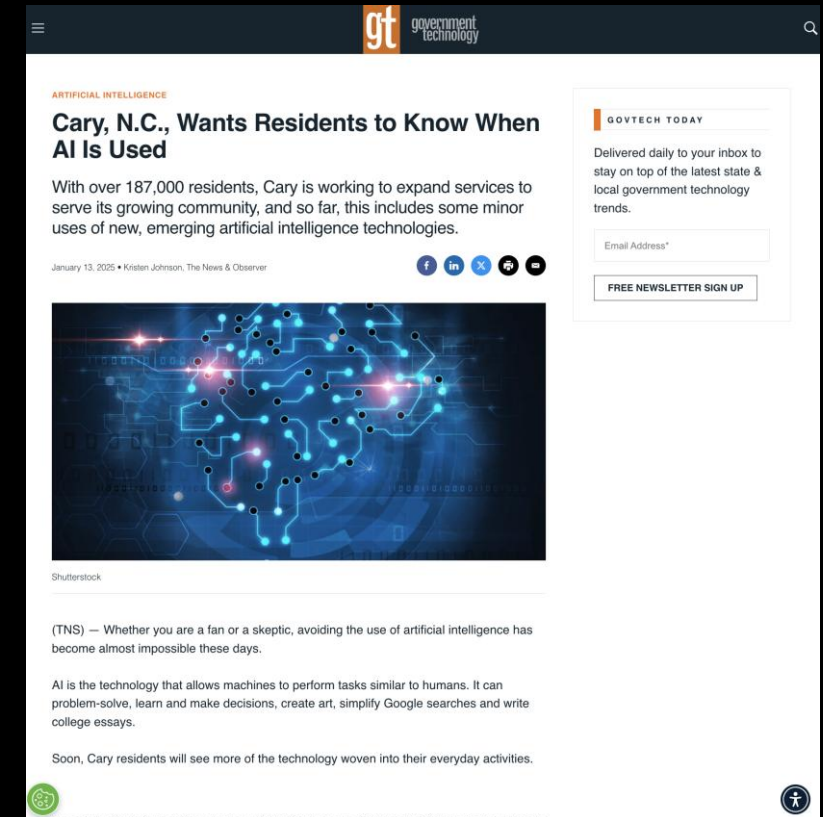 gt government
technology
ARTIFICIAL INTELLIGENCE
Cary, N.C., Wants Residents to Know When
AI Is Used
With over 187,000 residents, Cary is working to expand services to
serve its growing community, and so far, this includes some minor
uses of new, emerging artificial intelligence technologies.
January 13, 2025 • Kristen Johnson, The News & Observer
Shutterstock
(TNS) — Whether you are a fan or a skeptic, avoiding the use of artificial intelligence has
become almost impossible these days.
AI is the technology that allows machines to perform tasks similar to humans. It can
problem-solve, learn and make decisions, create art, simplify Google searches and write
college essays.
Soon, Cary residents will see more of the technology woven into their everyday activities.
GOVTECH TODAY
Delivered daily to your inbox to
stay on top of the latest state &
local government technology
trends.
Email Address*
FREE NEWSLETTER SIGN UP